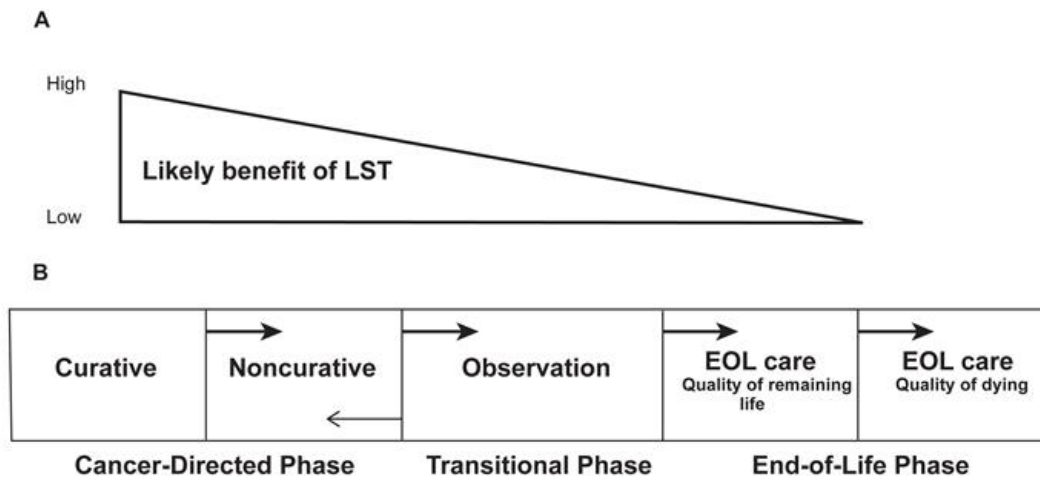 A
High
Likely benefit of LST
Low
B
Curative
Noncurative
Observation
EOL care
Quality of remaining
life
EOL care
Quality of dying
Cancer-Directed Phase
Transitional Phase
End-of-Life Phase